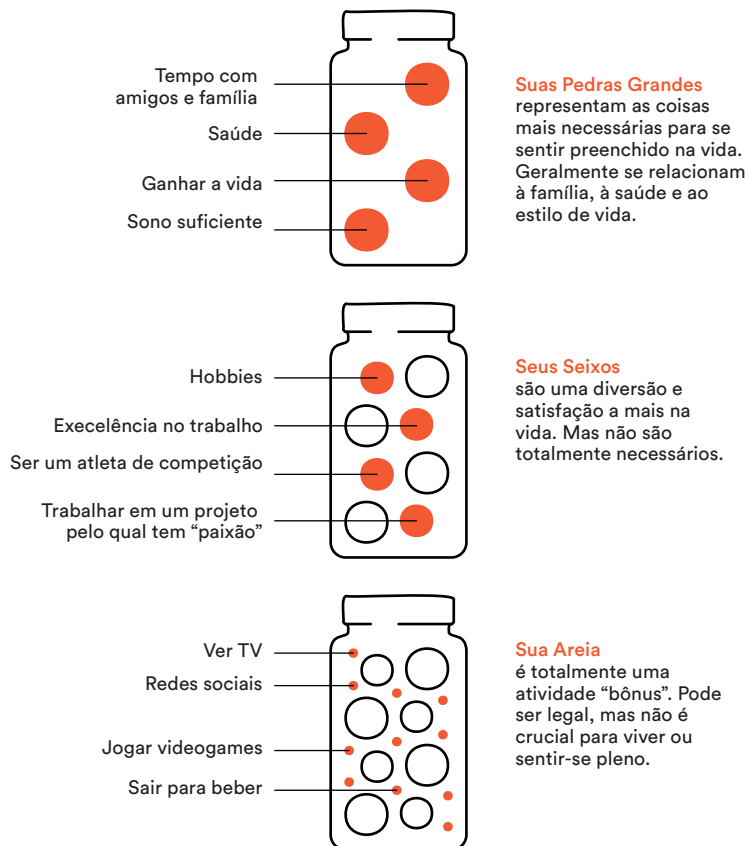 Tempo com
amigos e família
Saúde
Ganhar a vida
Sono suficiente
Suas Pedras Grandes
representam as coisas
mais necessárias para se
sentir preenchido na vida.
Geralmente se relacionam
à família, à saúde e ao
estilo de vida.
Hobbies
Execelência no trabalho
Ser um atleta de competição
Trabalhar em um projeto
pelo qual tem “paixão”
Seus Seixos
são uma diversão e
satisfação a mais na
vida. Mas não são
totalmente necessários.
Ver TV
Redes sociais
Jogar videogames
Sair para beber
Sua Areia
é totalmente uma
atividade “bônus”. Pode
ser legal, mas não é
crucial para viver ou
sentir-se pleno.